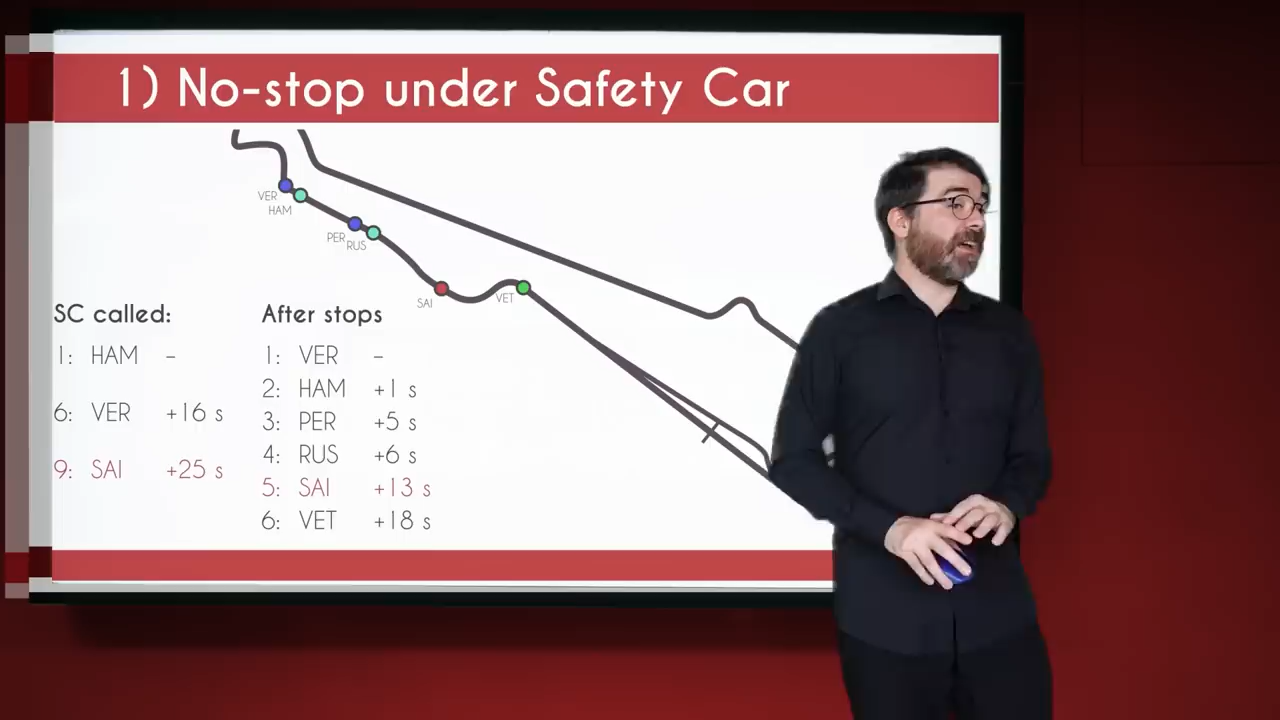 1) No-stop under Safety Car
VER
HAM
PER
RUS
SAI
VET
SC called:
1: HAM –
6: VER +16 s
9: SAI +25 s
After stops
1: VER –
2: HAM +1 s
3: PER +5 s
4: RUS +6 s
5: SAI +13 s
6: VET +18 s